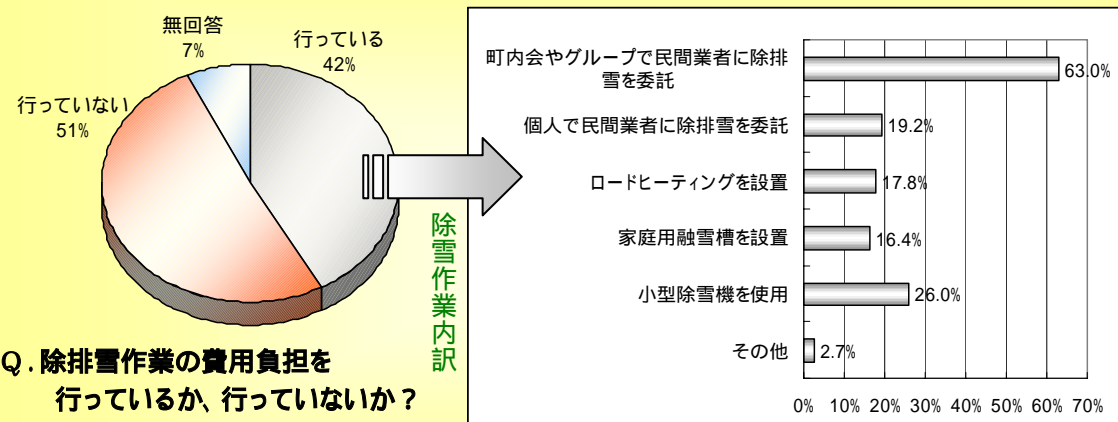 無回答
7%
行っている
42%
行っていない
51%
除雪作業内訳
Q.除排雪作業の費用負担を
行っているか、行っていないか？
町内会やグループで民間業者に除排
雪を委託
63.0%
個人で民間業者に除排雪を委託
19.2%
ロードヒーティングを設置
17.8%
家庭用融雪槽を設置
16.4%
小型除雪機を使用
26.0%
その他
2.7%
0% 10% 20% 30% 40% 50% 60% 70%